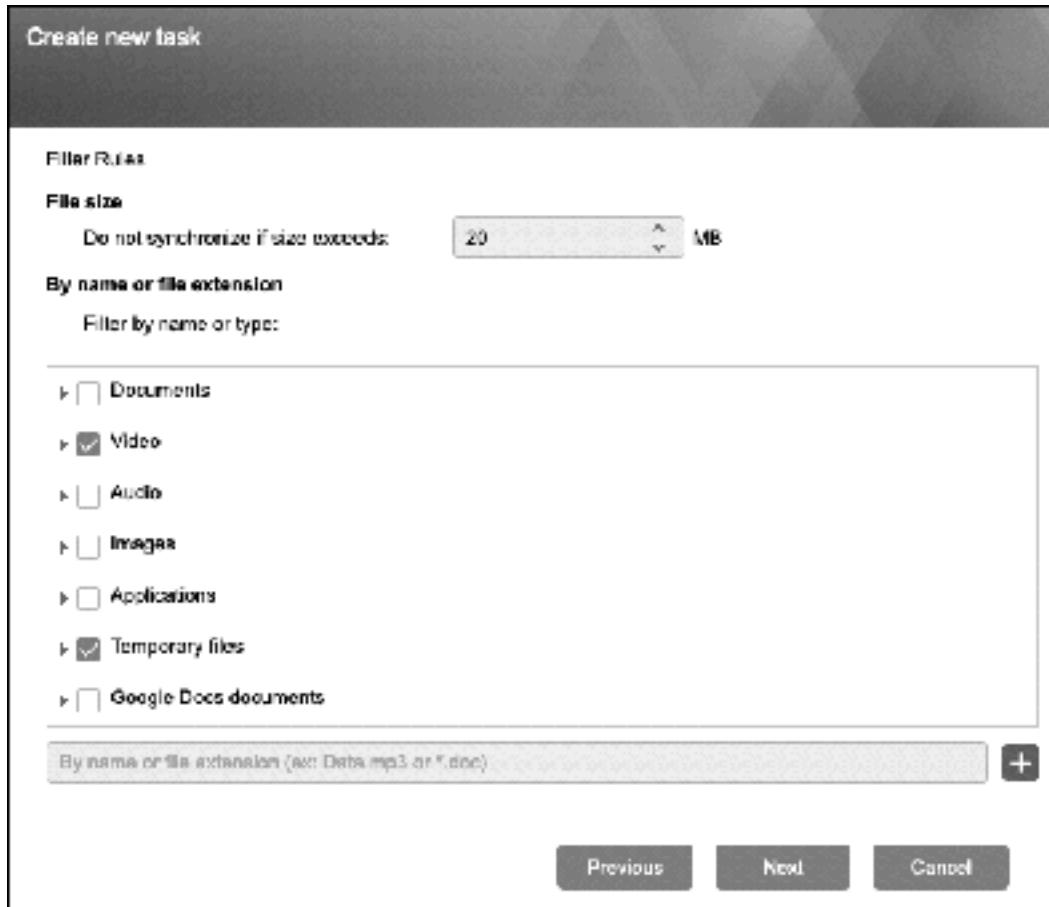 Create new task
Filter Rules
File size
Do not synchronize if size exceeds: 20 MB
By name or file extension
Filter by name or type:
Documents
Video
Audio
Images
Applications
Temporary files
Google Docs documents
By name or file extension (ex: Data.mp3 or *.doc)
Previous Next Cancel